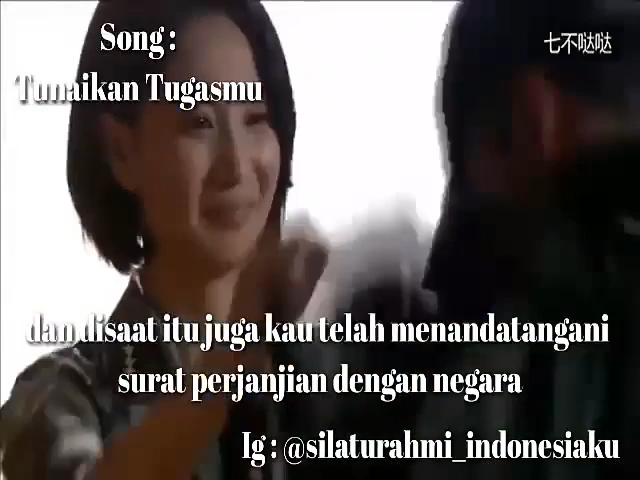 Song :
七不哒哒
Tunaikan Tugasmu
dan disaat itu juga kau telah menandatangani
surat perjanjian dengan negara
Ig : @silaturahmi_indonesiaku